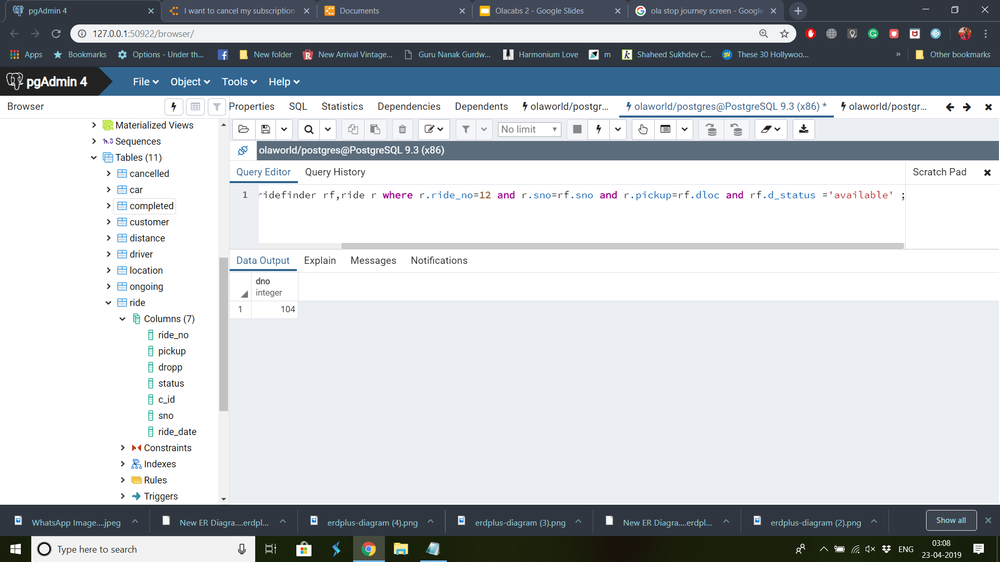 pgAdmin 4
I want to cancel my subscription
Documents
Olacabs 2 - Google Slides
ola stop journey screen - Google
127.0.0.1:50922/browser/
Apps
Bookmarks
Options - Under th...
New folder
New Arrival Vintage...
Guru Nanak Gurdw...
Harmonium Love
m
Shaheed Sukhdev C...
These 30 Hollywoo...
»
Other bookmarks
pgAdmin 4
File
Object
Tools
Help
Browser
Properties
SQL
Statistics
Dependencies
Dependents
olaworld/postgr...
olaworld/postgres@PostgreSQL 9.3 (x86) *
olaworld/postgr...
No limit
olaworld/postgres@PostgreSQL 9.3 (x86)
Query Editor
Query History
Scratch Pad
1
ridefinder rf,ride r where r.ride_no=12 and r.sno=rf.sno and r.pickup=rf.dloc and rf.d_status ='available' ;
Data Output
Explain
Messages
Notifications
dno
integer
1
104
Materialized Views
1..3 Sequences
Tables (11)
cancelled
car
completed
customer
distance
driver
location
ongoing
ride
Columns (7)
ride_no
pickup
dropp
status
c_id
sno
ride_date
Constraints
Indexes
Rules
Triggers
WhatsApp Image....jpeg
New ER Diagra....erdpl...
erdplus-diagram (4).png
erdplus-diagram (3).png
New ER Diagra....erdpl...
erdplus-diagram (2).png
Show all
Type here to search
ENG
03:08
23-04-2019